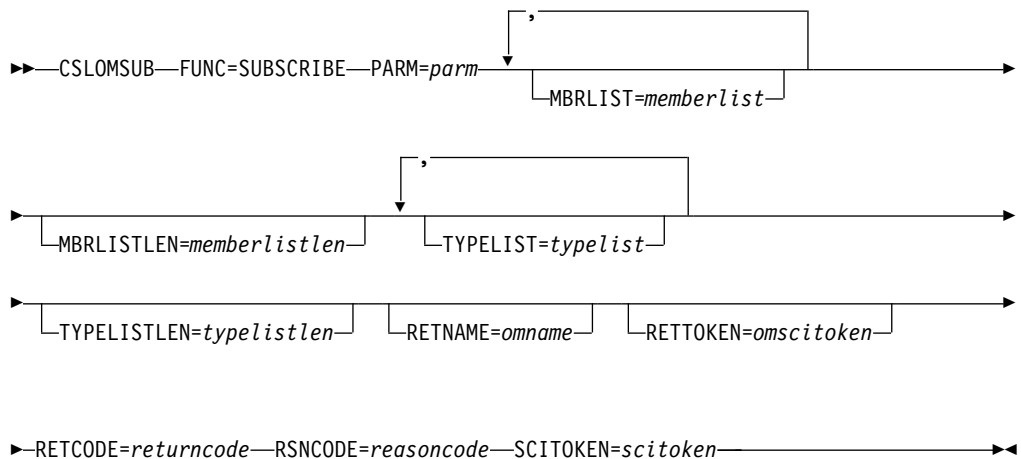 ,
CSLOMSUB FUNC=SUBSCRIBE PARM=parm
MBRLIST=memberlist
,
MBRLISTLEN=memberlistlen
TYPELIST=typelist
TYPELISTLEN=typelistlen RETNAME=omname RETTOKEN=omscitoken
RETCODE=returncode RSNCODE=reasoncode SCITOKEN=scitoken